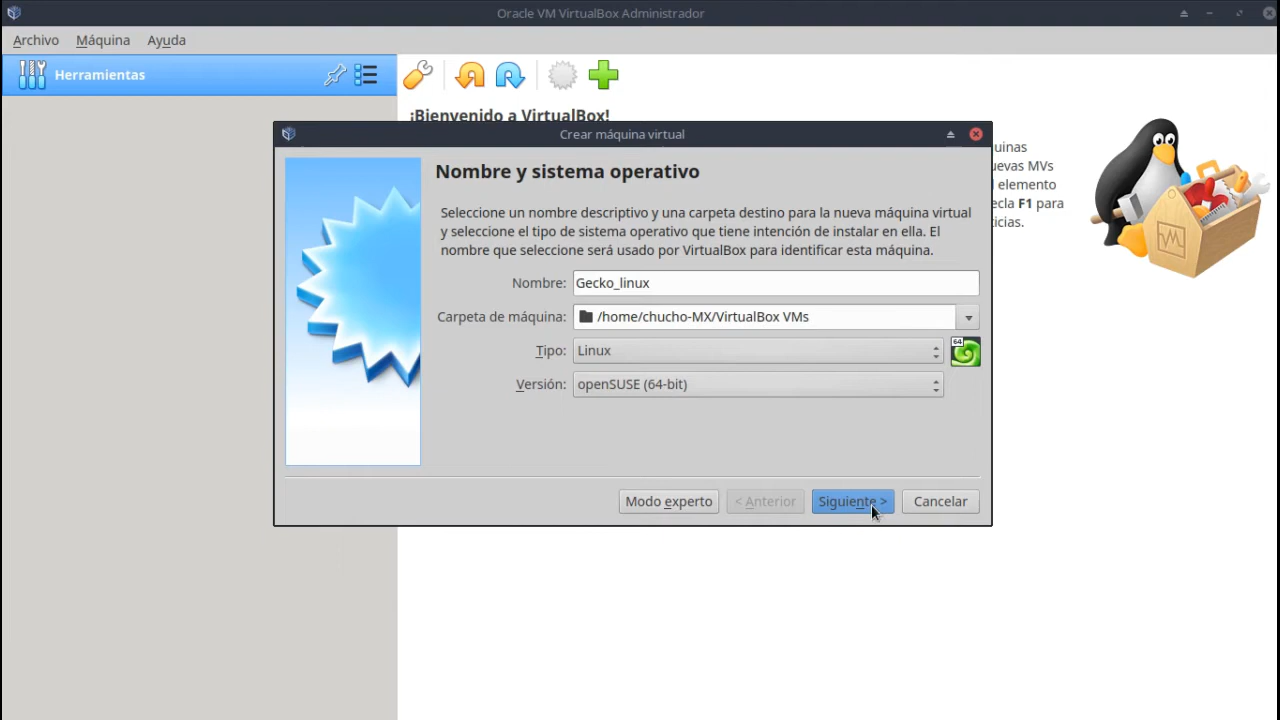 Oracle VM VirtualBox Administrador
Archivo Máquina Ayuda
Herramientas
¡Bienvenido a VirtualBox!
Crear máquina virtual
uinas
uevas MVs
l elemento
ecla F1 para
icias.
Nombre y sistema operativo
Seleccione un nombre descriptivo y una carpeta destino para la nueva máquina virtual
y seleccione el tipo de sistema operativo que tiene intención de instalar en ella. El
nombre que seleccione será usado por VirtualBox para identificar esta máquina.
Nombre: Gecko_linux
Carpeta de máquina: /home/chucho-MX/VirtualBox VMs
Tipo: Linux
64
Versión: openSUSE (64-bit)
Modo experto < Anterior Siguiente > Cancelar